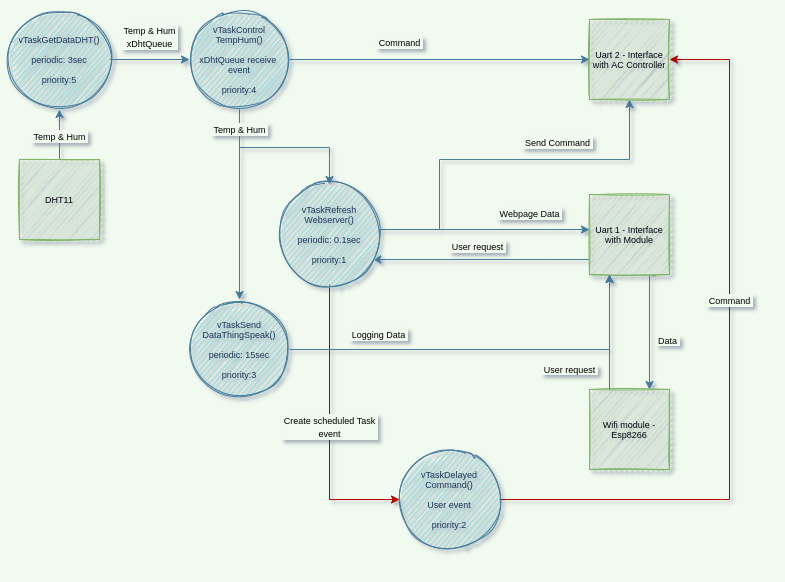 vTaskGetDataDHT()
periodic: 3sec
priority:5
Temp & Hum
xDhtQueue
vTaskControl
TempHum()
xDhtQueue receive
event
priority:4
Command
Uart 2 - Interface
with AC Controller
Temp & Hum
DHT11
Temp & Hum
Send Command
vTaskRefresh
Webserver()
periodic: 0.1sec
priority:1
Webpage Data
User request
Uart 1 - Interface
with Module
Command
vTaskSend
DataThingSpeak()
periodic: 15sec
priority:3
Logging Data
Data
User request
Create scheduled Task
event
Wifi module -
Esp8266
vTaskDelayed
Command()
User event
priority:2